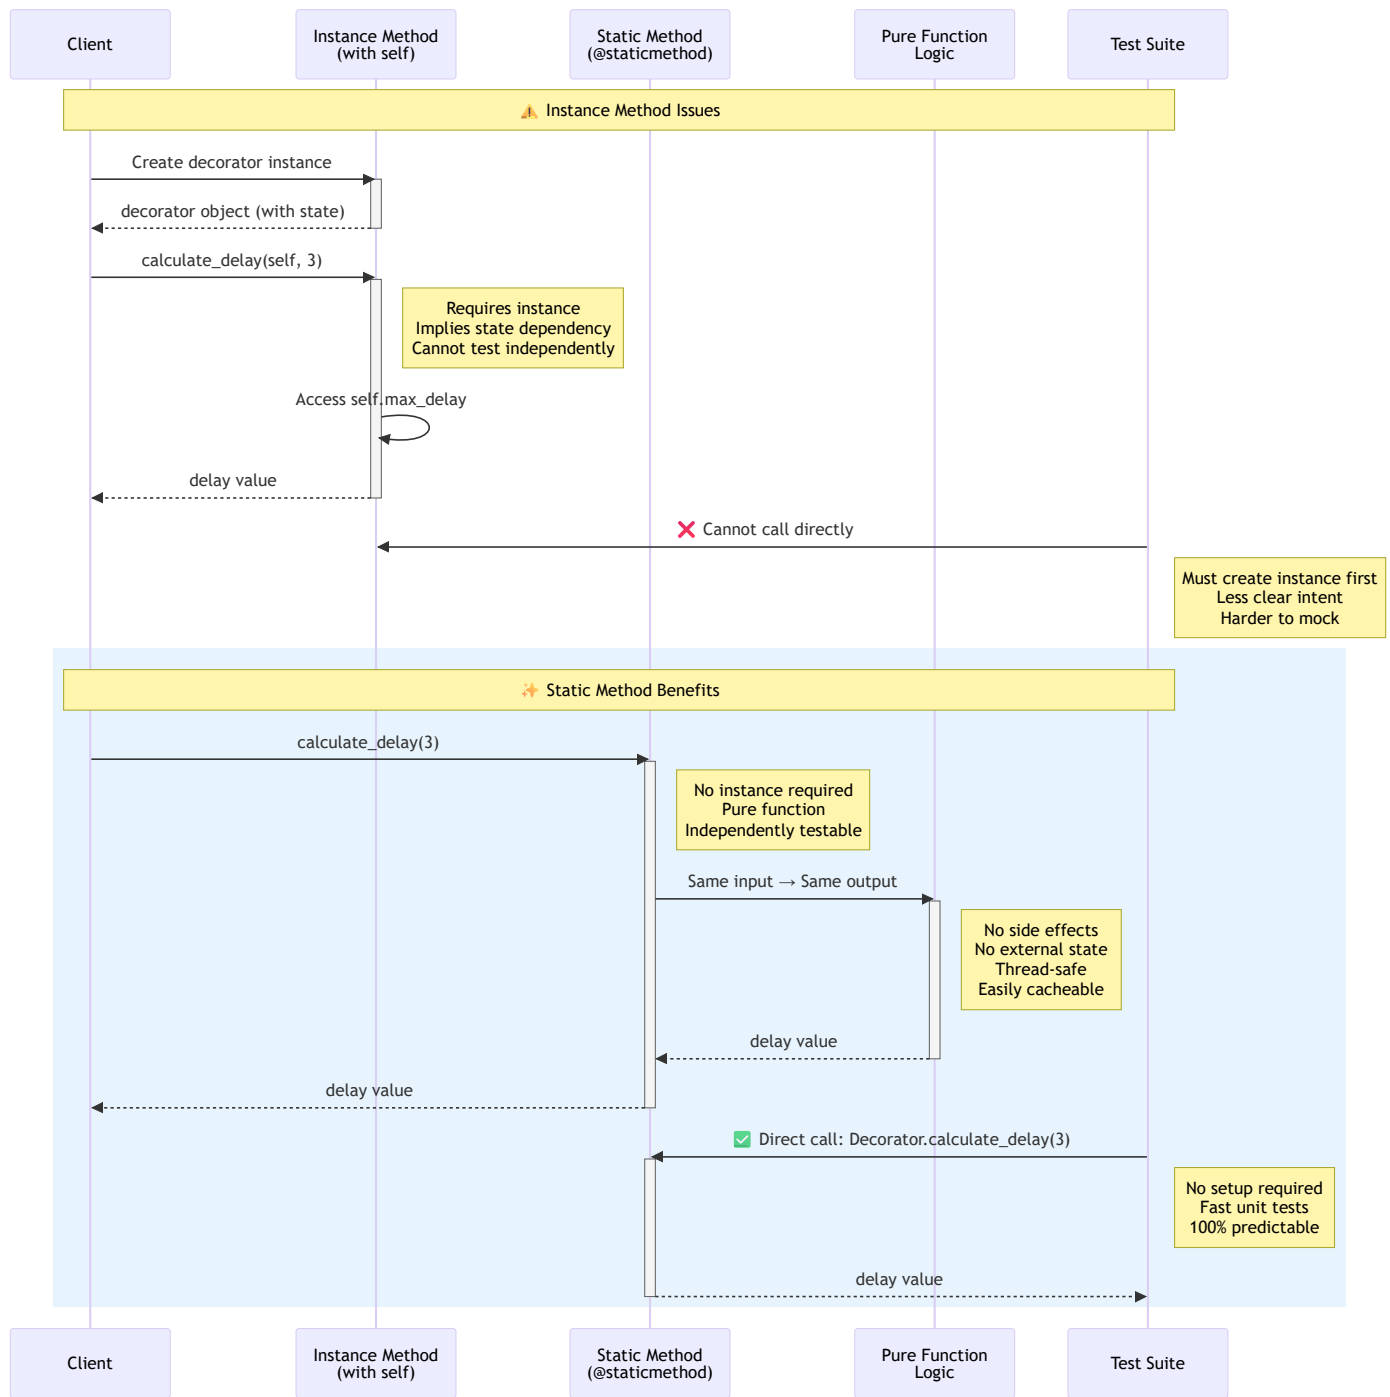 Client
Instance Method
(with self)
Static Method
(@staticmethod)
Pure Function
Logic
Test Suite
⚠️ Instance Method Issues
Create decorator instance
decorator object (with state)
calculate_delay(self, 3)
Requires instance
Implies state dependency
Cannot test independently
Access self.max_delay
delay value
❌ Cannot call directly
Must create instance first
Less clear intent
Harder to mock
✨ Static Method Benefits
calculate_delay(3)
No instance required
Pure function
Independently testable
Same input → Same output
No side effects
No external state
Thread-safe
Easily cacheable
delay value
delay value
✅ Direct call: Decorator.calculate_delay(3)
No setup required
Fast unit tests
100% predictable
delay value
Client
Instance Method
(with self)
Static Method
(@staticmethod)
Pure Function
Logic
Test Suite